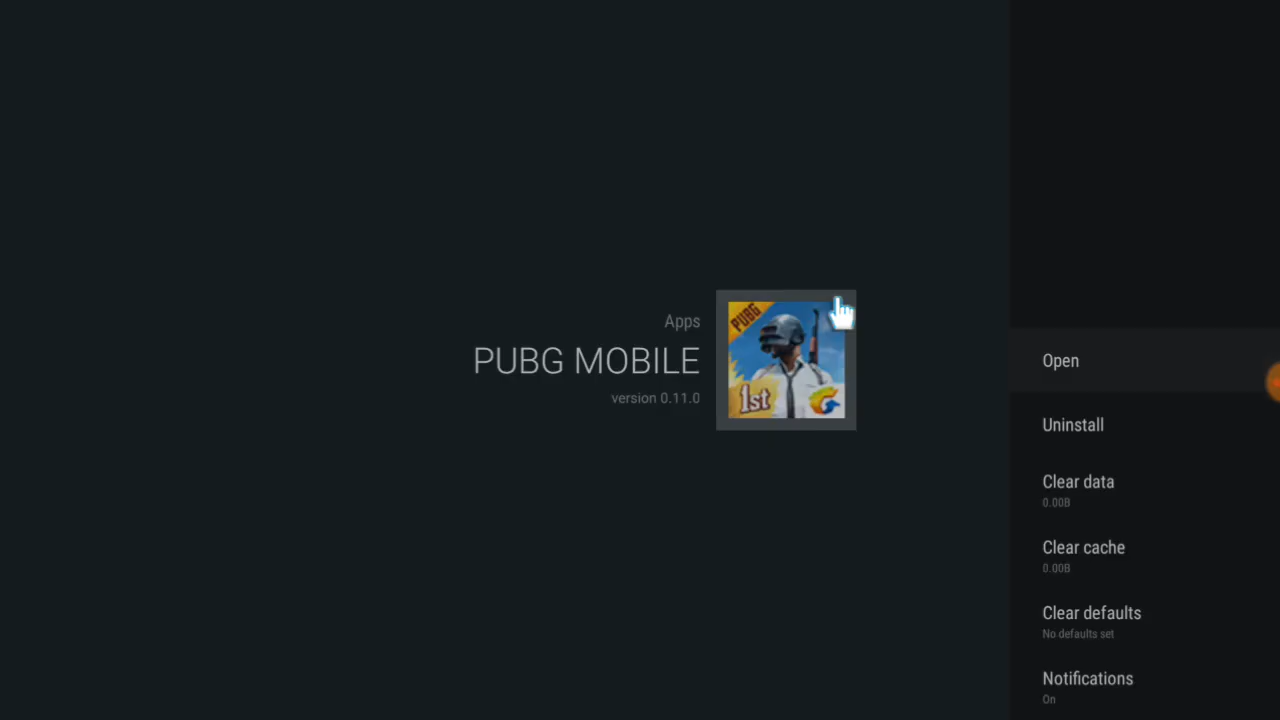 Apps
PUBG MOBILE
version 0.11.0
PUBG
1st
Open
Uninstall
Clear data
0.00B
Clear cache
0.00B
Clear defaults
No defaults set
Notifications
On